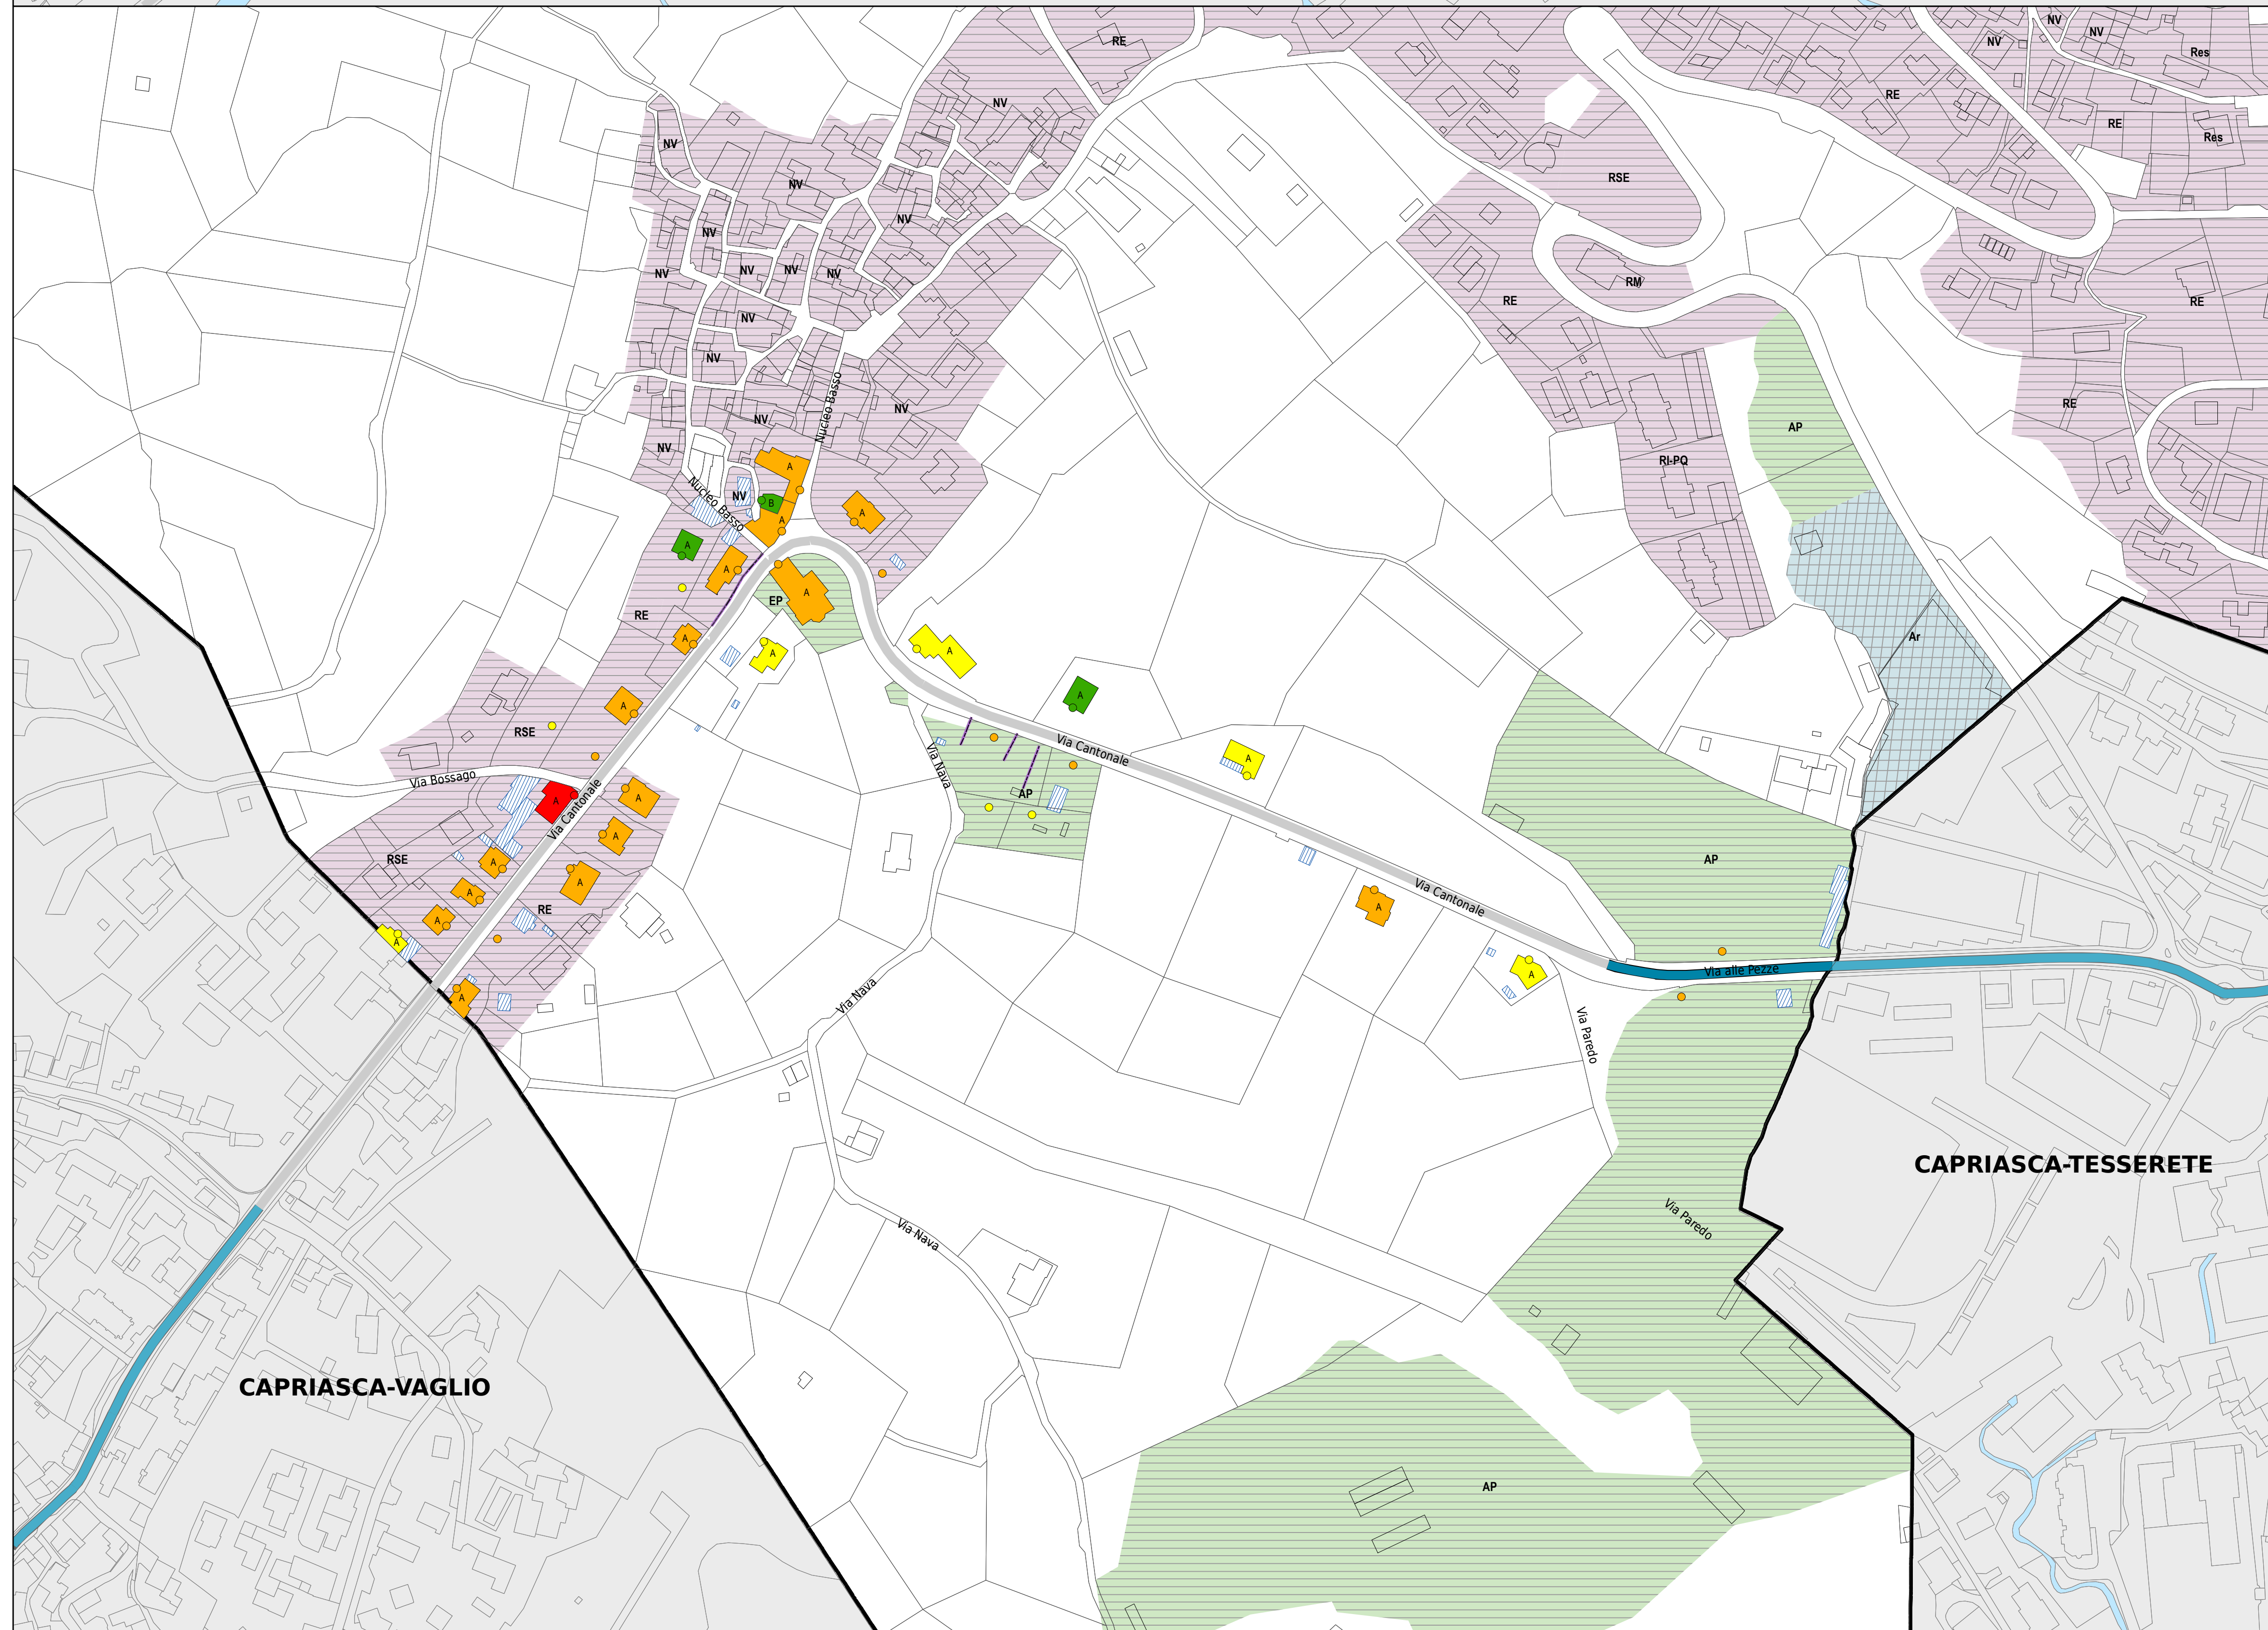 RE
NV
NV
NV
Res
RE
NV
RE
Res
NV
NV
RSE
NV
NV
NV
NV
NV
NV
RM
RE
RE
NV
NV
Nucleo Basso
RE
NV
NV
AP
NV
RI-PQ
A
Nucleo Basso
NV
B
A
A
A
A
A
EP
RE
A
Ar
A
A
A
A
RSE
Via Cantonale
Via Nava
A
Via Bossago
AP
A
A
Via Cantonale
A
RSE
A
AP
A
A
Via Cantonale
A
RE
A
A
Via alle Pezze
A
A
Via Nava
Via Paredo
CAPRIASCA-TESSERETE
Via Paredo
Via Nava
CAPRIASCA-VAGLIO
AP